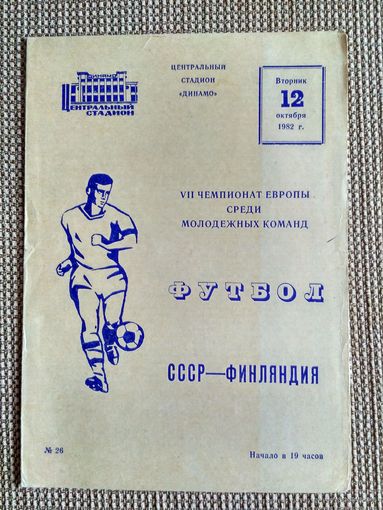 ДИНАМО
ЦЕНТРАЛЬНЫЙ
СТАДИОН
ЦЕНТРАЛЬНЫЙ
СТАДИОН
«ДИНАМО»
Вторник
12
октября
1982 г.
VII ЧЕМПИОНАТ ЕВРОПЫ
СРЕДИ
МОЛОДЕЖНЫХ КОМАНД
ФУТБОЛ
СССР—ФИНЛЯНДИЯ
№ 26
Начало в 19 часов